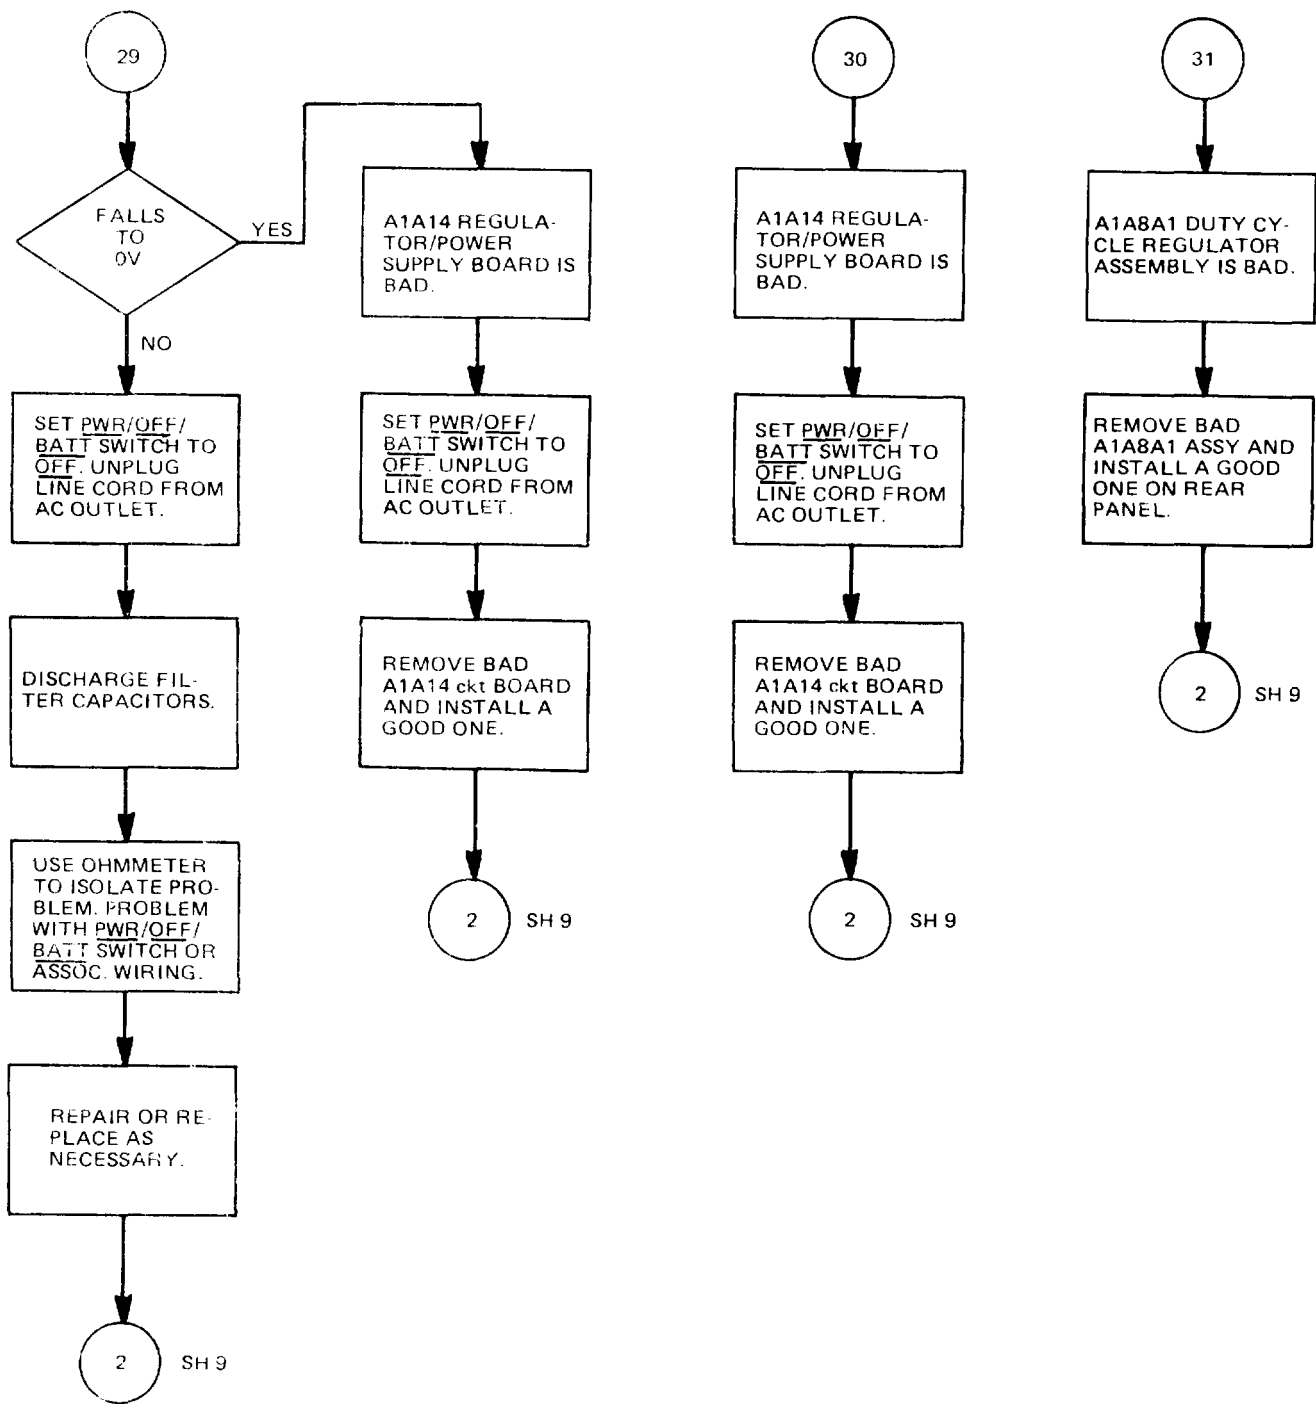 29
FALLS
TO
0V
YES
NO
SET PWR/OFF/
BATT SWITCH TO
OFF. UNPLUG
LINE CORD FROM
AC OUTLET.
DISCHARGE FIL-
TER CAPACITORS.
USE OHMMETER
TO ISOLATE PRO-
BLEM. PROBLEM
WITH PWR/OFF/
BATT SWITCH OR
ASSOC. WIRING.
REPAIR OR RE-
PLACE AS
NECESSARY.
2 SH 9
A1A14 REGULA-
TOR/POWER
SUPPLY BOARD IS
BAD.
SET PWR/OFF/
BATT SWITCH TO
OFF. UNPLUG
LINE CORD FROM
AC OUTLET.
REMOVE BAD
A1A14 ckt BOARD
AND INSTALL A
GOOD ONE.
2 SH 9
30
A1A14 REGULA-
TOR/POWER
SUPPLY BOARD IS
BAD.
SET PWR/OFF/
BATT SWITCH TO
OFF. UNPLUG
LINE CORD FROM
AC OUTLET.
REMOVE BAD
A1A14 ckt BOARD
AND INSTALL A
GOOD ONE.
2 SH 9
31
A1A8A1 DUTY CY-
CLE REGULATOR
ASSEMBLY IS BAD.
REMOVE BAD
A1A8A1 ASSY AND
INSTALL A GOOD
ONE ON REAR
PANEL.
2 SH 9